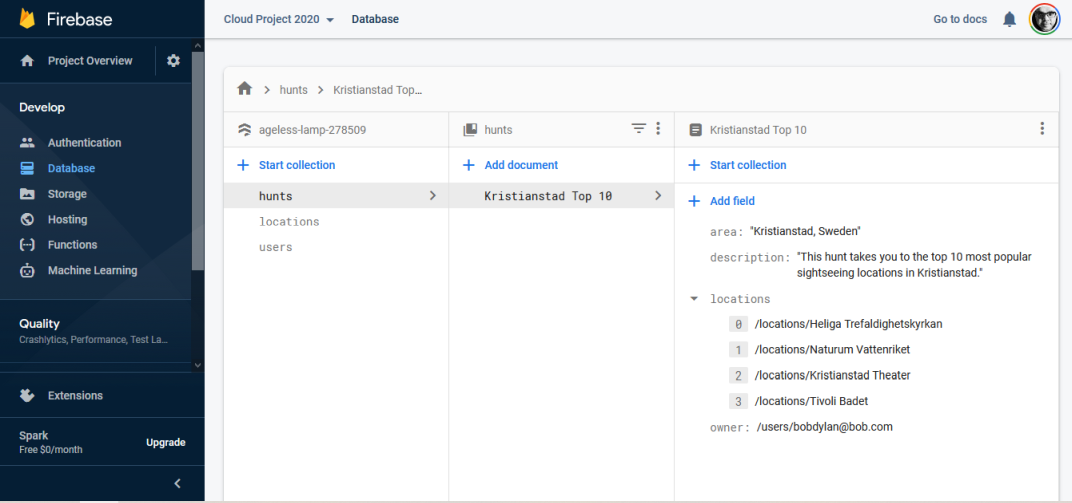 Firebase
Cloud Project 2020
Database
Go to docs
Project Overview
Develop
Authentication
Database
Storage
Hosting
Functions
Machine Learning
Quality
Crashlytics, Performance, Test La...
Extensions
Spark
Free $0/month
Upgrade
hunts
Kristianstad Top...
ageless-lamp-278509
Start collection
hunts
locations
users
hunts
Add document
Kristianstad Top 10
Kristianstad Top 10
Start collection
Add field
area: "Kristianstad, Sweden"
description: "This hunt takes you to the top 10 most popular
sightseeing locations in Kristianstad."
locations
0 /locations/Heliga Trefaldighetskyrkan
1 /locations/Naturum Vattenriket
2 /locations/Kristianstad Theater
3 /locations/Tivoli Badet
owner: /users/bobdylan@bob.com